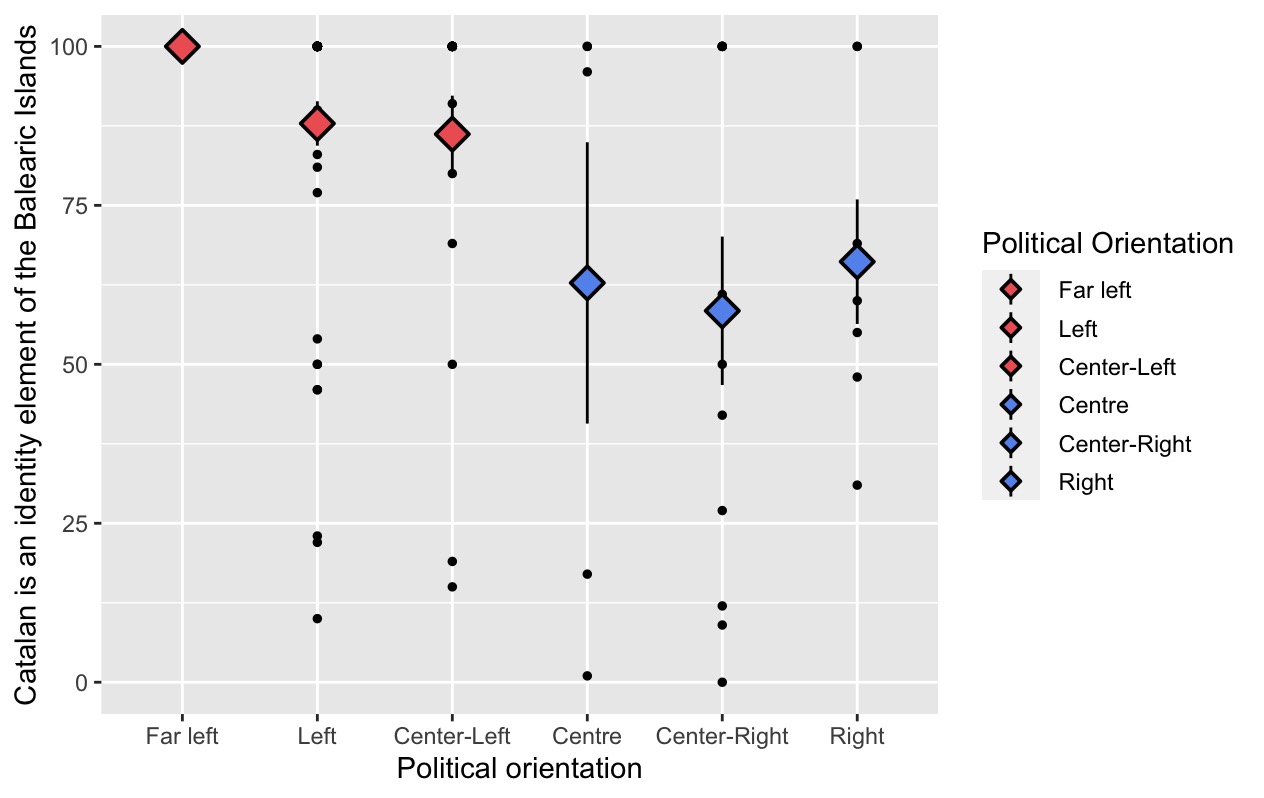 Catalan is an identity element of the Balearic Islands
100
75
50
25
0
Far left
Left
Center-Left
Centre
Center-Right
Right
Political orientation
Political Orientation
Far left
Left
Center-Left
Centre
Center-Right
Right